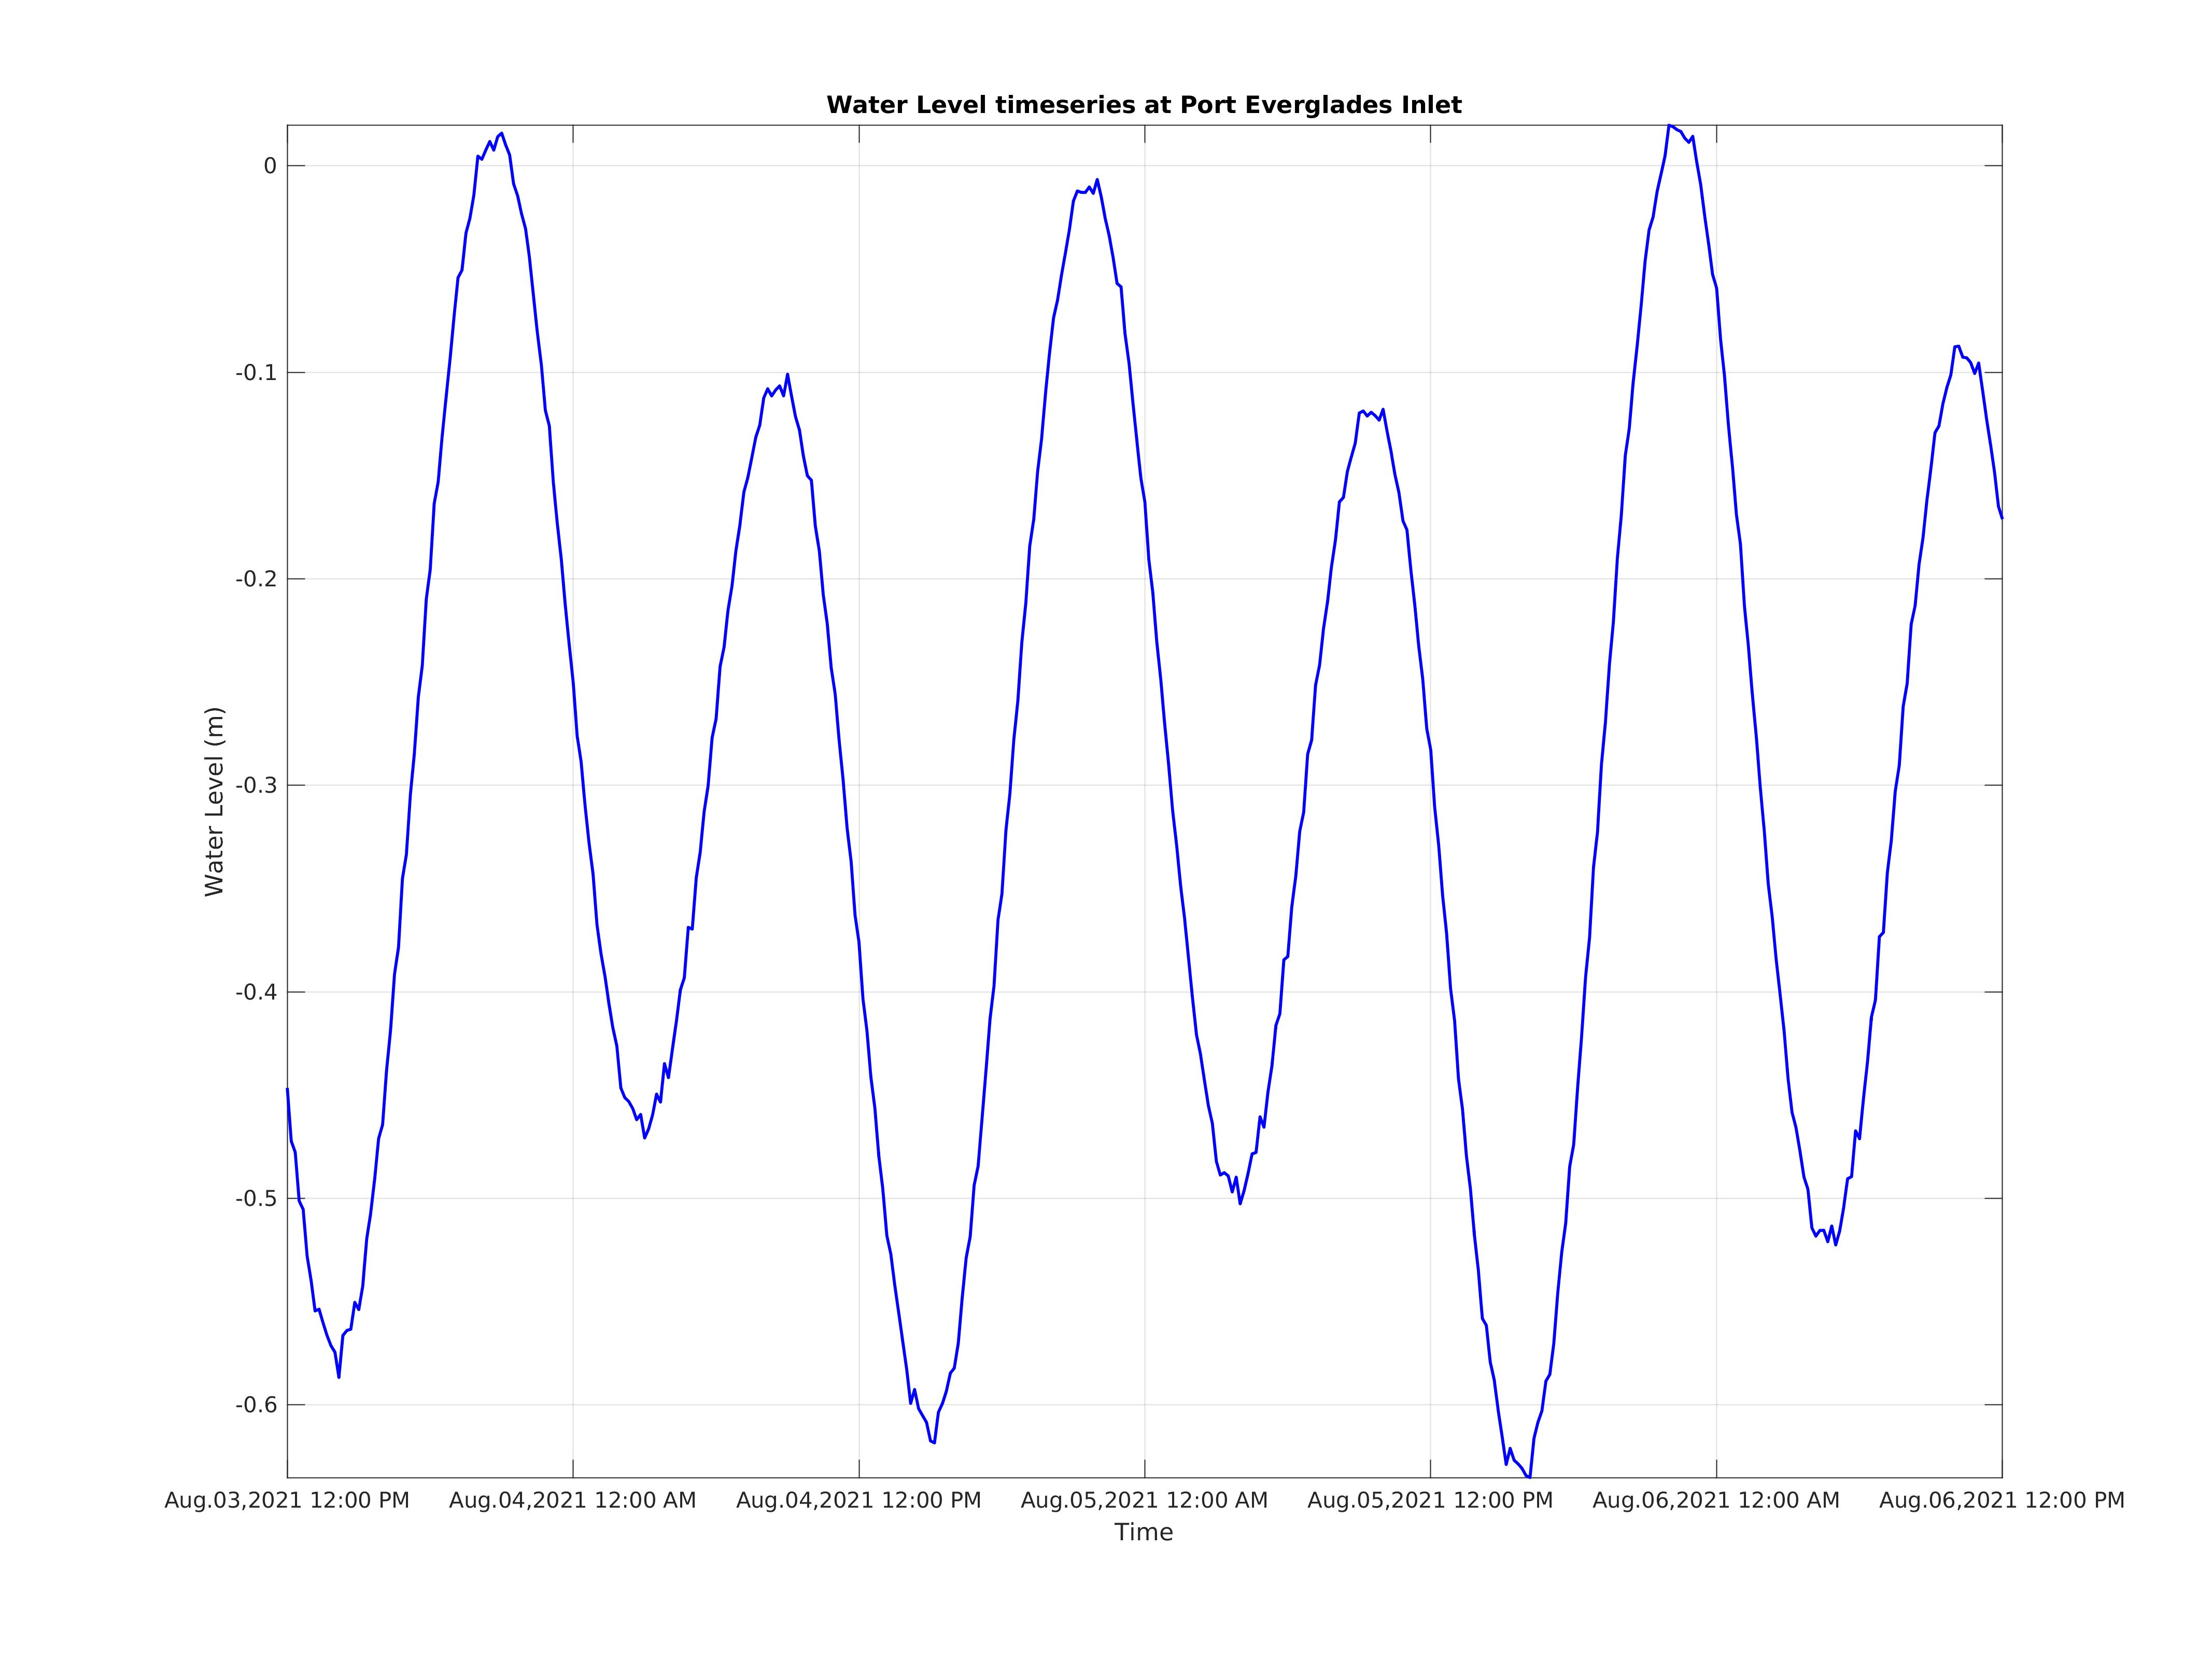 Water Level timeseries at Port Everglades Inlet
0
-0.1
-0.2
-0.3
-0.4
-0.5
-0.6
Water Level (m)
Aug.03,2021 12:00 PM
Aug.04,2021 12:00 AM
Aug.04,2021 12:00 PM
Aug.05,2021 12:00 AM
Aug.05,2021 12:00 PM
Aug.06,2021 12:00 AM
Aug.06,2021 12:00 PM
Time